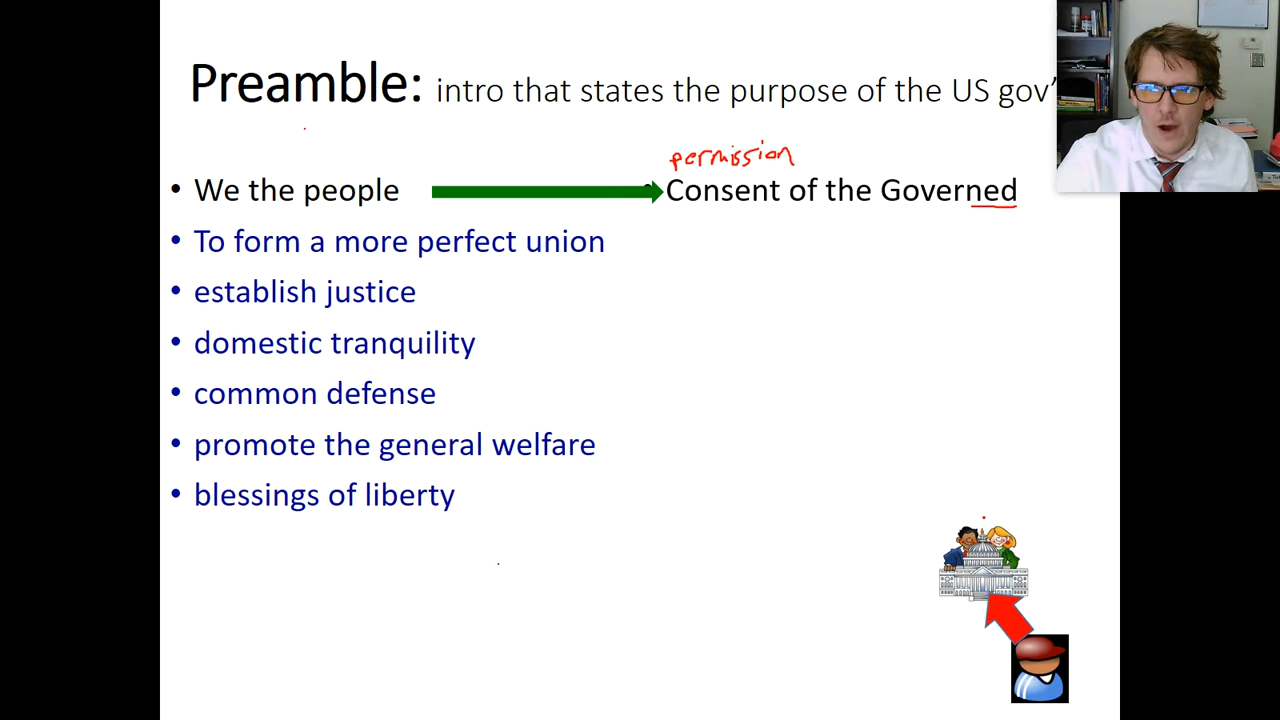 Preamble: intro that states the purpose of the US gov'
permission
• We the people
• Consent of the Governed
• To form a more perfect union
• establish justice
• domestic tranquility
• common defense
• promote the general welfare
• blessings of liberty